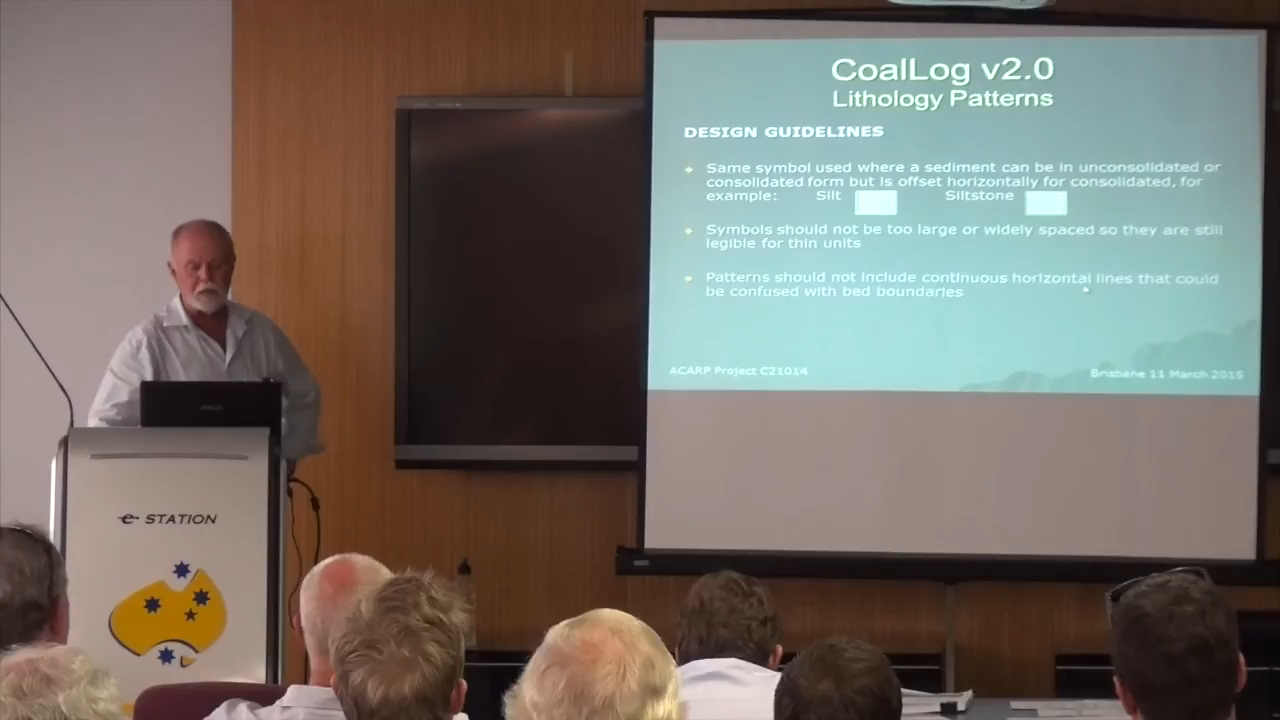 CoalLog v2.0
Lithology Patterns
DESIGN GUIDELINES
Same symbol used where a sediment can be in unconsolidated or
consolidated form but is offset horizontally for consolidated, for
example: Silt Siltstone
Symbols should not be too large or widely spaced so they are still
legible for thin units
Patterns should not include continuous horizontal lines that could
be confused with bed boundaries
ACARP Project C21014
Brisbane 11 March 2015
e-STATION